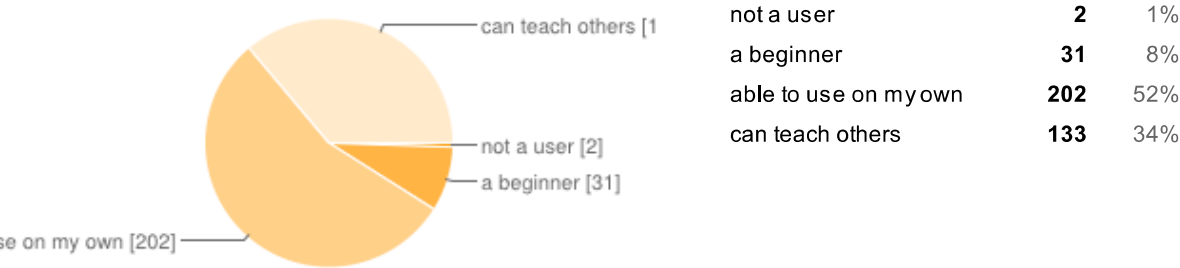 can teach others [1
not a user [2]
a beginner [31]
se on my own [202]
not a user 2 1%
a beginner 31 8%
able to use on my own 202 52%
can teach others 133 34%